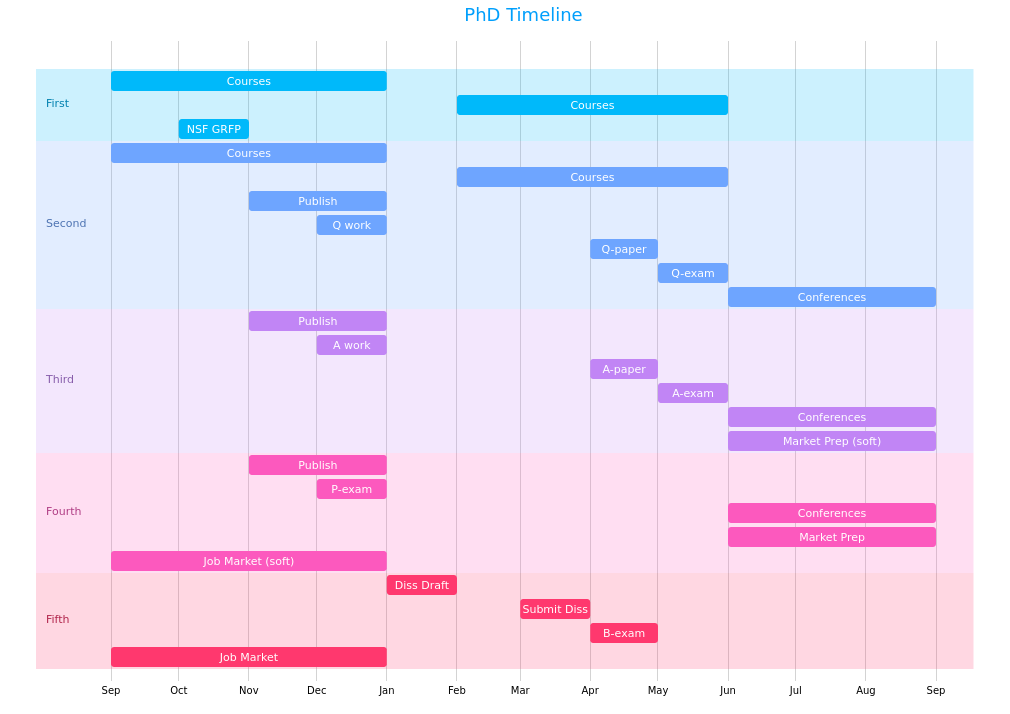 PhD Timeline
First
Courses
Courses
NSF GRFP
Second
Courses
Courses
Publish
Q work
Q-paper
Q-exam
Conferences
Third
Publish
A work
A-paper
A-exam
Conferences
Market Prep (soft)
Fourth
Publish
P-exam
Conferences
Market Prep
Job Market (soft)
Fifth
Diss Draft
Submit Diss
B-exam
Job Market
Sep Oct Nov Dec Jan Feb Mar Apr May Jun Jul Aug Sep